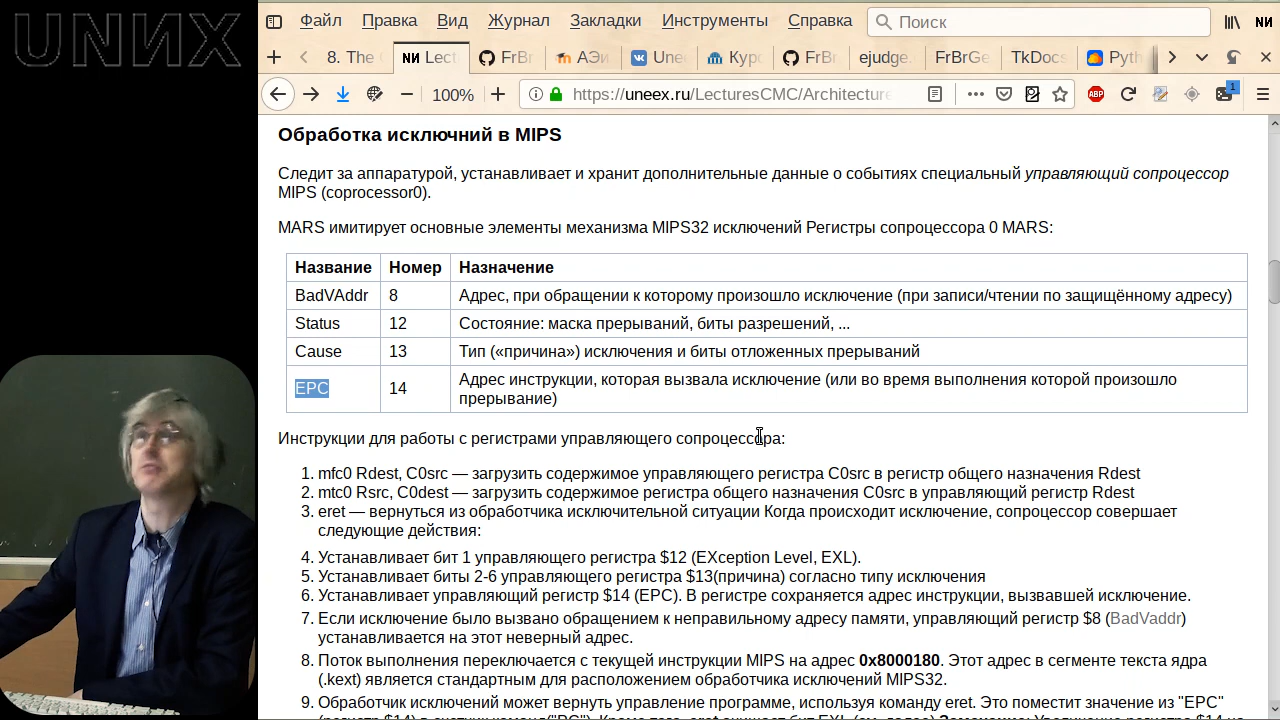 UNИX
Файл Правка Вид Журнал Закладки Инструменты Справка Поиск
8. The Lect FrBr АЭи Unee Курс FrBr ejudge. FrBrGe TkDocs Pyth
100% https://uneex.ru/LecturesCMC/Architecture ABP 1
Обработка исключний в MIPS
Следит за аппаратурой, устанавливает и хранит дополнительные данные о событиях специальный управляющий сопроцессор
MIPS (coprocessor0).
MARS имитирует основные элементы механизма MIPS32 исключений Регистры сопроцессора 0 MARS:
Название Номер Назначение
BadVAddr 8 Адрес, при обращении к которому произошло исключение (при записи/чтении по защищённому адресу)
Status 12 Состояние: маска прерываний, биты разрешений, ...
Cause 13 Тип («причина») исключения и биты отложенных прерываний
EPC 14 Адрес инструкции, которая вызвала исключение (или во время выполнения которой произошло
прерывание)
Инструкции для работы с регистрами управляющего сопроцессора:
1. mfc0 Rdest, C0src — загрузить содержимое управляющего регистра C0src в регистр общего назначения Rdest
2. mtc0 Rsrc, C0dest — загрузить содержимое регистра общего назначения C0src в управляющий регистр Rdest
3. eret — вернуться из обработчика исключительной ситуации Когда происходит исключение, сопроцессор совершает
следующие действия:
4. Устанавливает бит 1 управляющего регистра $12 (EXception Level, EXL).
5. Устанавливает биты 2-6 управляющего регистра $13(причина) согласно типу исключения
6. Устанавливает управляющий регистр $14 (EPC). В регистре сохраняется адрес инструкции, вызвавшей исключение.
7. Если исключение было вызвано обращением к неправильному адресу памяти, управляющий регистр $8 (BadVaddr)
устанавливается на этот неверный адрес.
8. Поток выполнения переключается с текущей инструкции MIPS на адрес 0x8000180. Этот адрес в сегменте текста ядра
(.kext) является стандартным для расположением обработчика исключений MIPS32.
9. Обработчик исключений может вернуть управление программе, используя команду eret. Это поместит значение из "EPC"